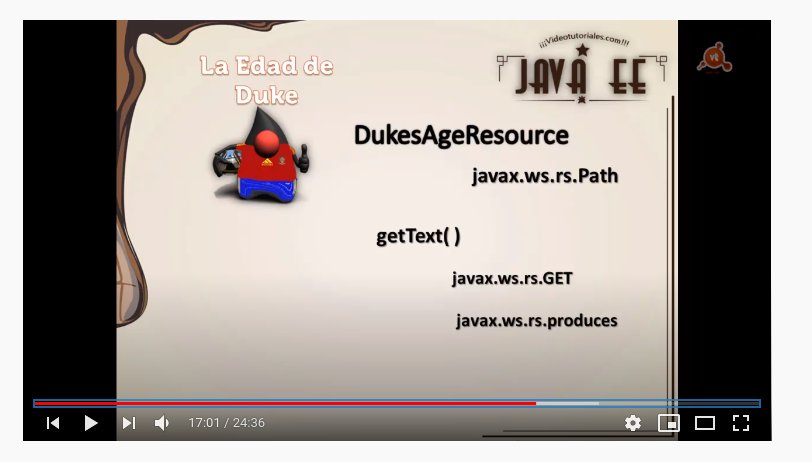 ¡¡¡Videotutoriales.com!!!
JAVA EE
La Edad de
Duke
DukesAgeResource
javax.ws.rs.Path
getText( )
javax.ws.rs.GET
javax.ws.rs.produces
17:01 / 24:36